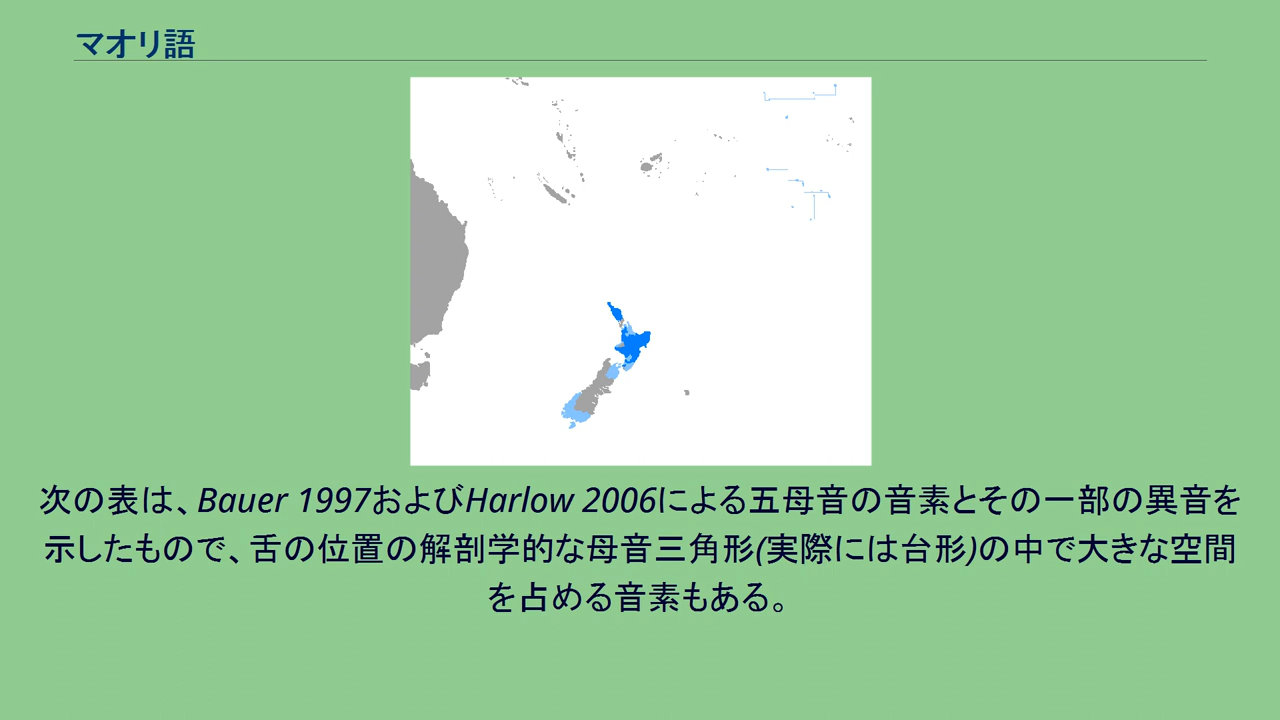 マオリ語
次の表は、Bauer 1997およびHarlow 2006による五母音の音素とその一部の異音を
示したもので、舌の位置の解剖学的な母音三角形(実際には台形)の中で大きな空間
を占める音素もある。